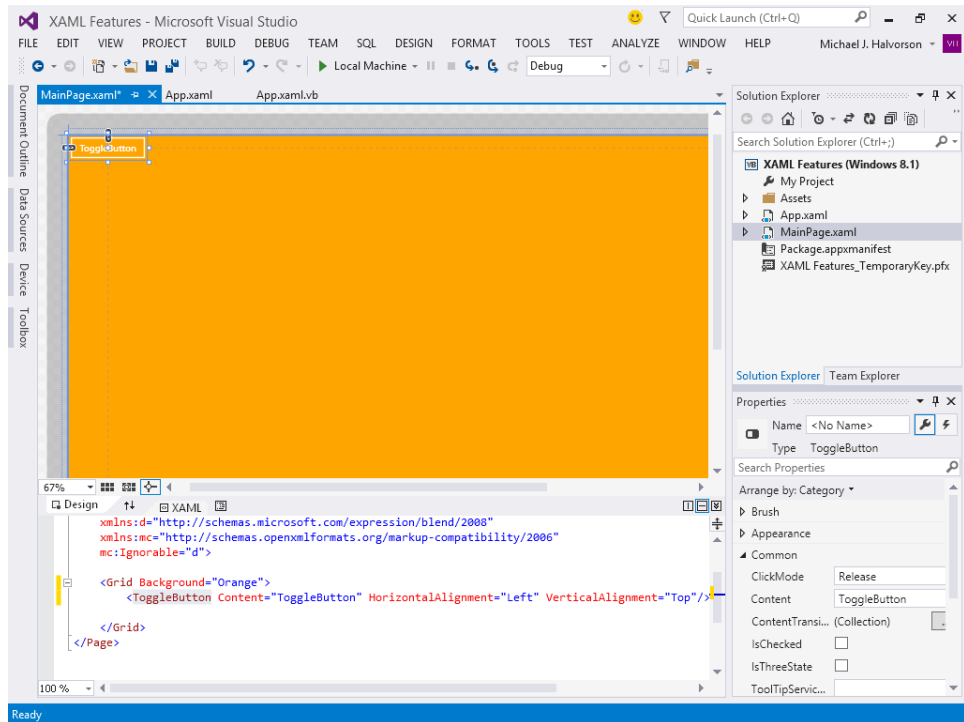 XAML Features - Microsoft Visual Studio
Quick Launch (Ctrl+Q)
FILE EDIT VIEW PROJECT BUILD DEBUG TEAM SQL DESIGN FORMAT TOOLS TEST ANALYZE WINDOW HELP
Michael J. Halvorson
VH
Local Machine
Debug
Document Outline
Data Sources
Device
Toolbox
MainPage.xaml*
App.xaml
App.xaml.vb
ToggleButton
67%
Design
XAML
xmlns:d="http://schemas.microsoft.com/expression/blend/2008"
xmlns:mc="http://schemas.openxmlformats.org/markup-compatibility/2006"
mc:Ignorable="d">
<Grid Background="Orange">
<ToggleButton Content="ToggleButton" HorizontalAlignment="Left" VerticalAlignment="Top"/>
</Grid>
</Page>
100 %
Solution Explorer
Search Solution Explorer (Ctrl+;)
VB
XAML Features (Windows 8.1)
My Project
Assets
App.xaml
MainPage.xaml
Package.appxmanifest
XAML Features_TemporaryKey.pfx
Solution Explorer
Team Explorer
Properties
Name <No Name>
Type ToggleButton
Search Properties
Arrange by: Category
Brush
Appearance
Common
ClickMode Release
Content ToggleButton
ContentTransi... (Collection)
IsChecked
IsThreeState
ToolTipServic...
Ready